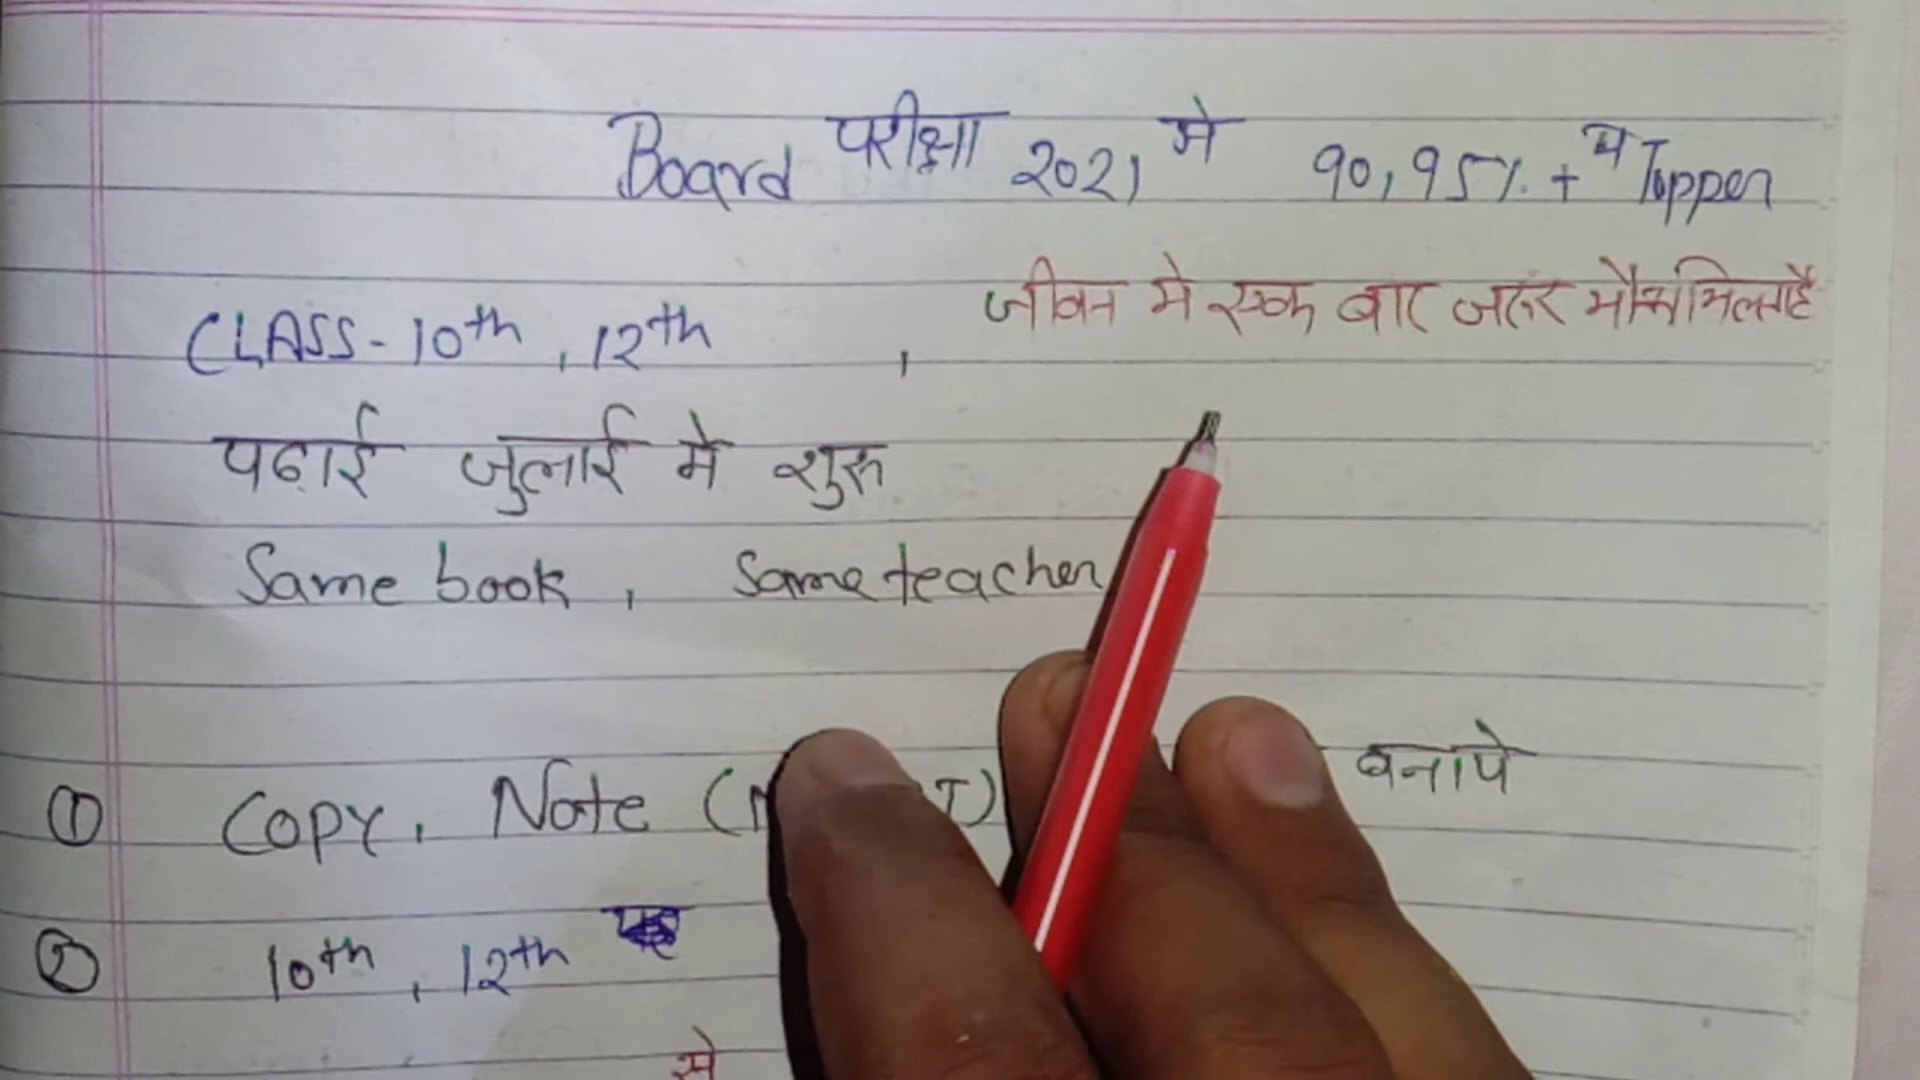 Board परीक्षा 2021 मे 90,95% + य Topper
CLASS-10th, 12th , जीवन मे एक बार जरुर मौका मिलता है
पढाई जुलाई मे शुरु
Same book, Same teacher
① Copy, Note ( T) बनाये
② 10th, 12th
से